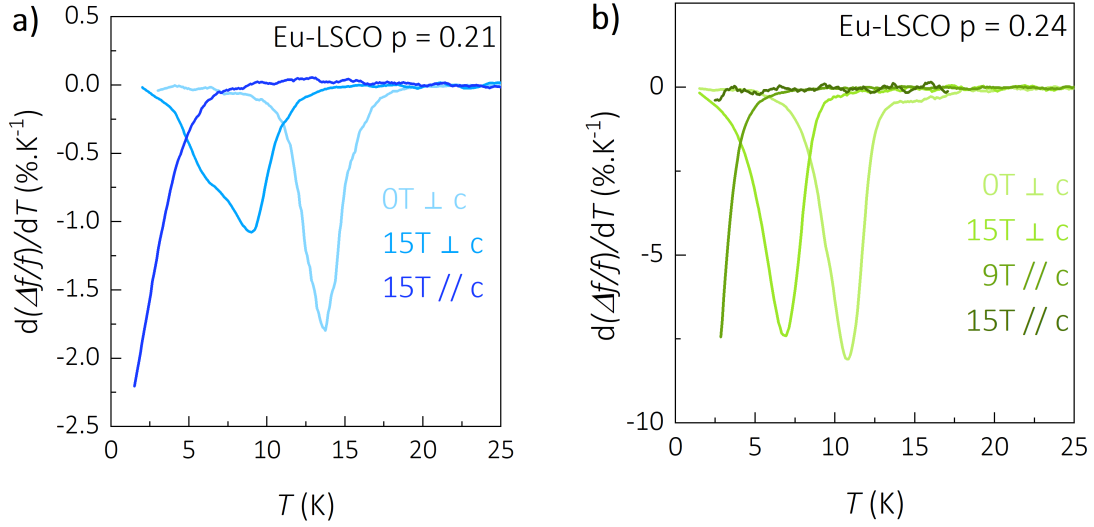 a)
Eu-LSCO p = 0.21
0.5
0.0
-0.5
-1.0
-1.5
-2.0
-2.5
d(Δf/f)/dT (%.K⁻¹)
0T ⊥ c
15T ⊥ c
15T // c
0 5 10 15 20 25
T (K)
b)
Eu-LSCO p = 0.24
0
-5
-10
d(Δf/f)/dT (%.K⁻¹)
0T ⊥ c
15T ⊥ c
9T // c
15T // c
0 5 10 15 20 25
T (K)